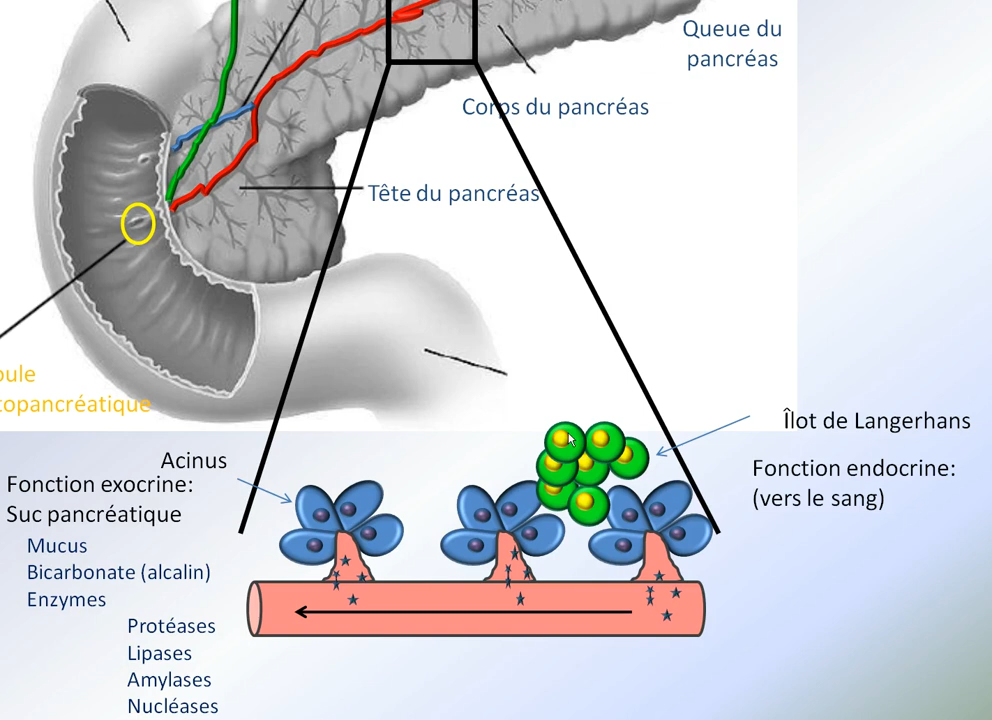 Queue du
pancréas
Corps du pancréas
Tête du pancréas
Îlot de Langerhans
Fonction endocrine:
(vers le sang)
Acinus
Fonction exocrine:
Suc pancréatique
Mucus
Bicarbonate (alcalin)
Enzymes
Protéases
Lipases
Amylases
Nucléases